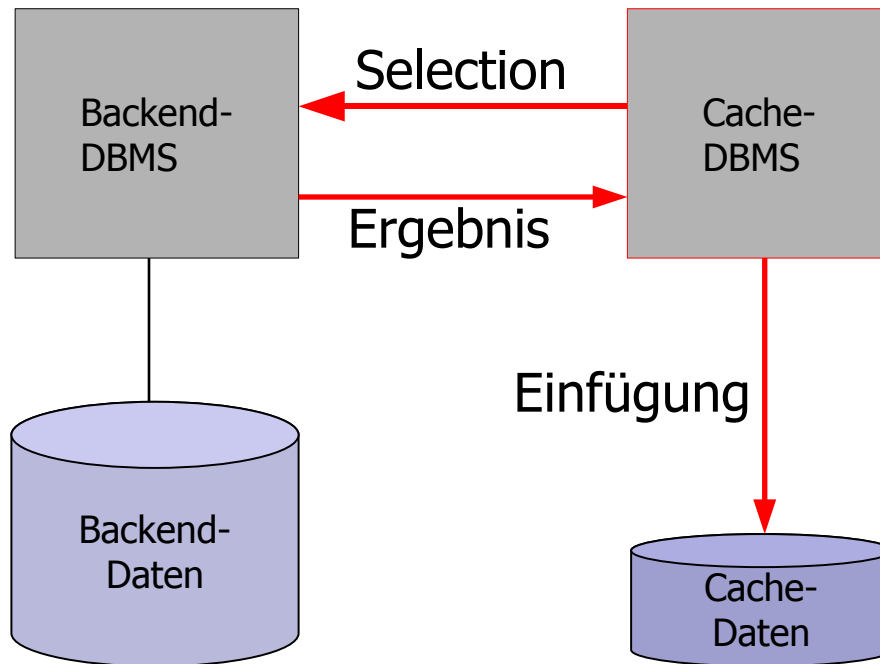 Selection
Backend-
DBMS
Cache-
DBMS
Ergebnis
Einfügung
Backend-
Daten
Cache-
Daten